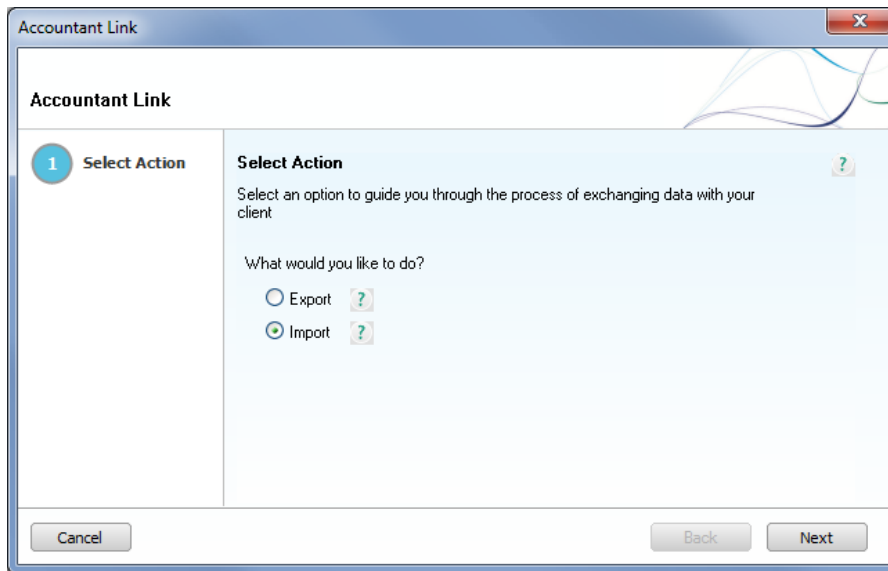 Accountant Link
x
Accountant Link
1 Select Action
Select Action ?
Select an option to guide you through the process of exchanging data with your
client
What would you like to do?
Export ?
Import ?
Cancel Back Next